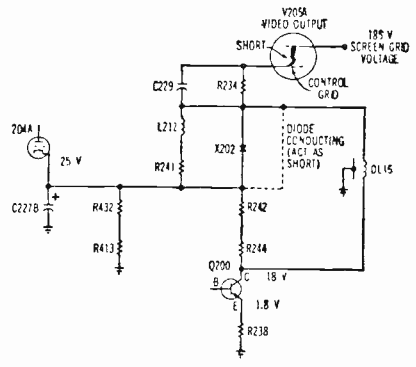 V205A
VIDEO OUTPUT
SHORT
185 V
SCREEN GRID
VOLTAGE
C229
R234
CONTROL
GRID
204A
L212
DIODE
CONDUCTING
(ACT AS
SHORT)
X202
25 V
R241
DL15
+
C227B
R432
R242
R413
R244
Q200
C
18 V
B
E
1.8 V
R238